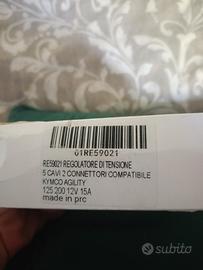 01RE59021
RE59021 REGOLATORE DI TENSIONE
5 CAVI 2 CONNETTORI COMPATIBILE
KYMCO AGILITY
125 200 12V 15A
made in prc
subito